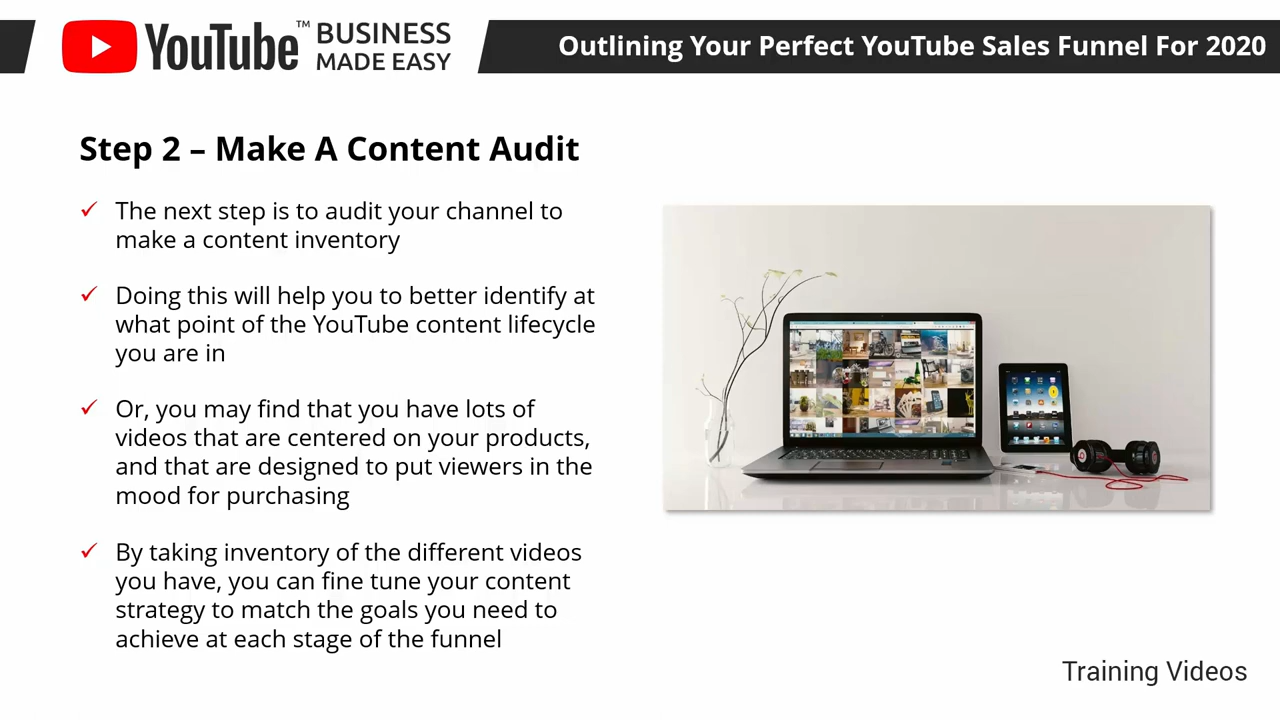 YouTube™ BUSINESS
MADE EASY
Outlining Your Perfect YouTube Sales Funnel For 2020
Step 2 – Make A Content Audit
✓ The next step is to audit your channel to
make a content inventory
✓ Doing this will help you to better identify at
what point of the YouTube content lifecycle
you are in
✓ Or, you may find that you have lots of
videos that are centered on your products,
and that are designed to put viewers in the
mood for purchasing
✓ By taking inventory of the different videos
you have, you can fine tune your content
strategy to match the goals you need to
achieve at each stage of the funnel
Training Videos